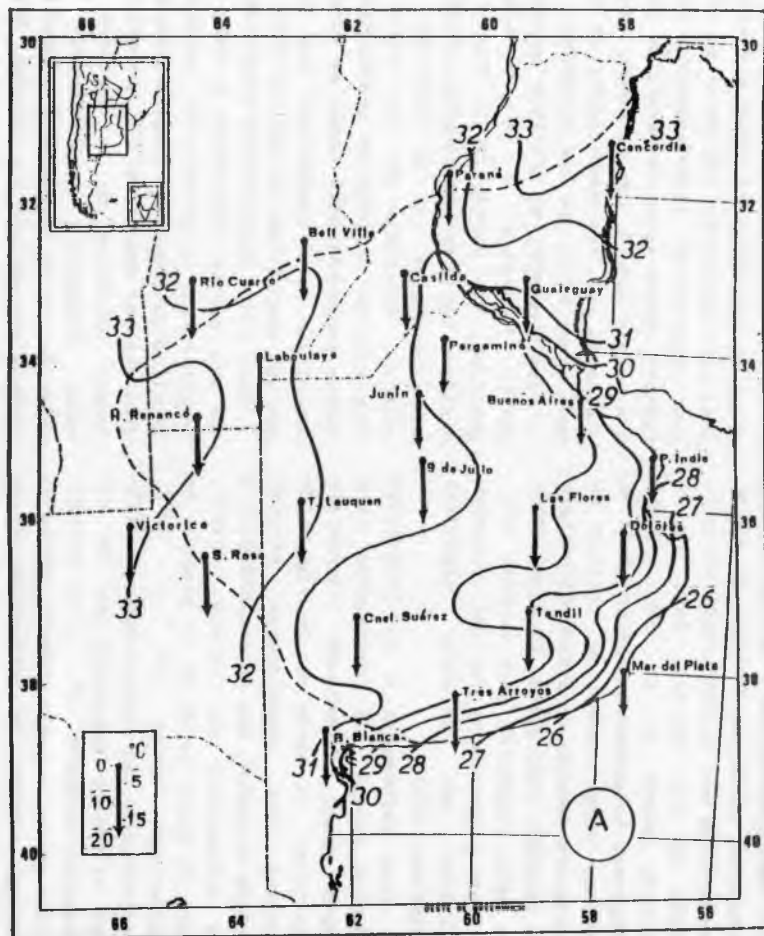 66 64 62 60 58
30 30
S
32 33 33
Concordia
Paraná
32 32
Bell Ville
32
Río Cuarto
32
Casilda
Gualeguay
33
31
34 34
Pergamino
30
Laboulaye
29
Junín
Buenos Aires
H. Renancó
P. Indio
9 de Julio
28
Las Flores
27
T. Lauquen
36 36
Victorica
Dolores
S. Rosa
26
33
Cnel. Suárez
Tandil
32
Mar del Plata
38 38
Tres Arroyos
B. Blanca
26
°C
31 29 28 27
0
-5
30
-10
-15
A
-20
40 40
OESTE DE GREENWICH
66 64 62 60 58